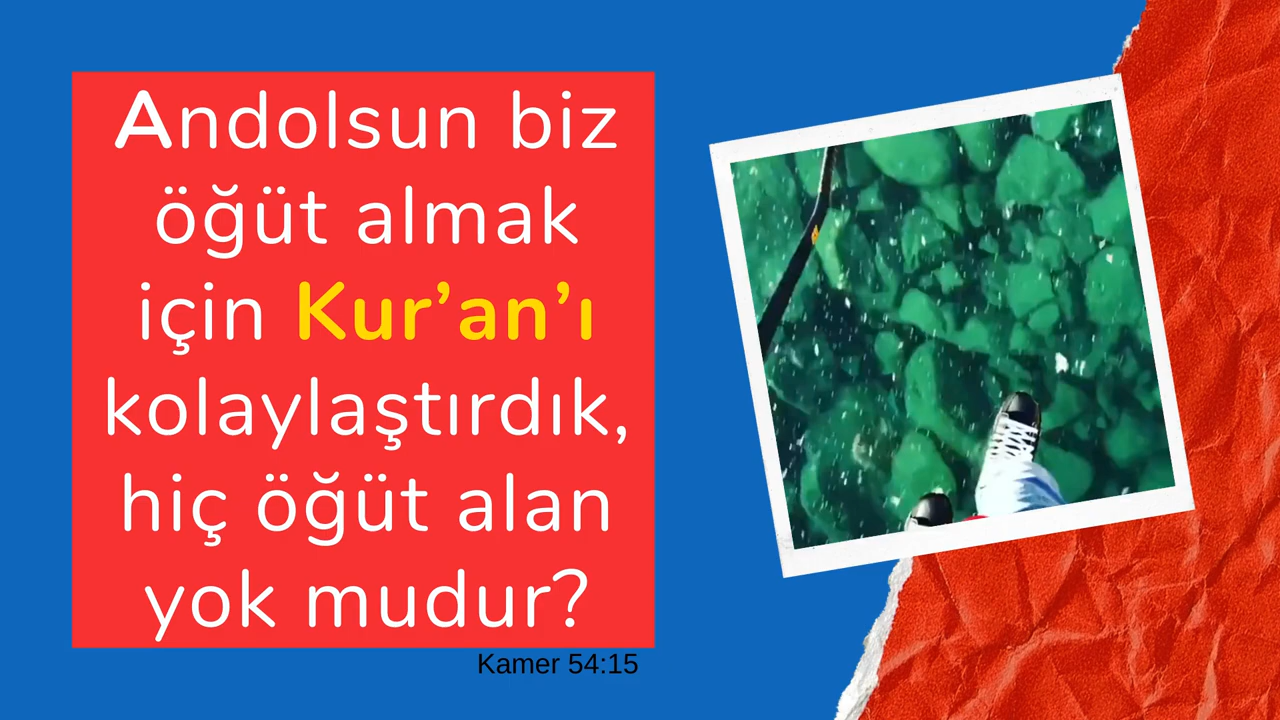 Andolsun biz
öğüt almak
için Kur’an’ı
kolaylaştırdık,
hiç öğüt alan
yok mudur?
Kamer 54:15